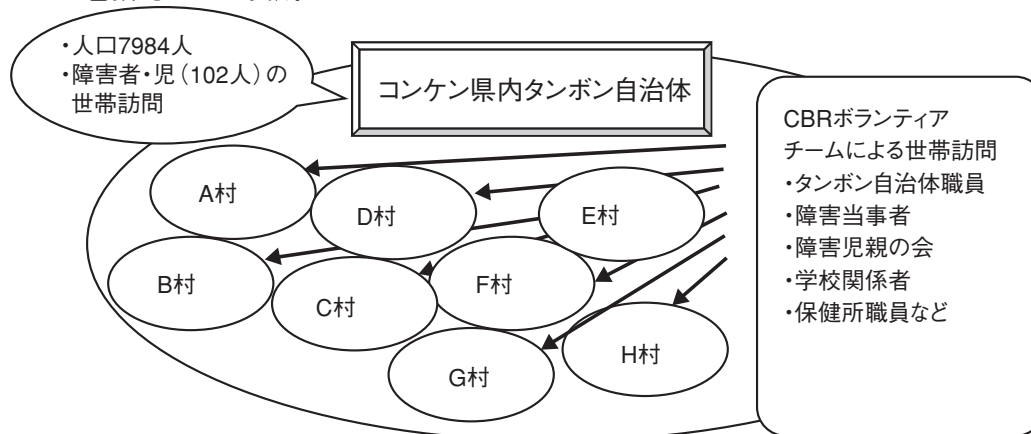 ・人口7984人
・障害者・児（102人）の
世帯訪問
コンケン県内タンボン自治体
CBRボランティア
チームによる世帯訪問
・タンボン自治体職員
・障害当事者
・障害児親の会
・学校関係者
・保健所職員など
A村
D村
E村
B村
C村
F村
G村
H村